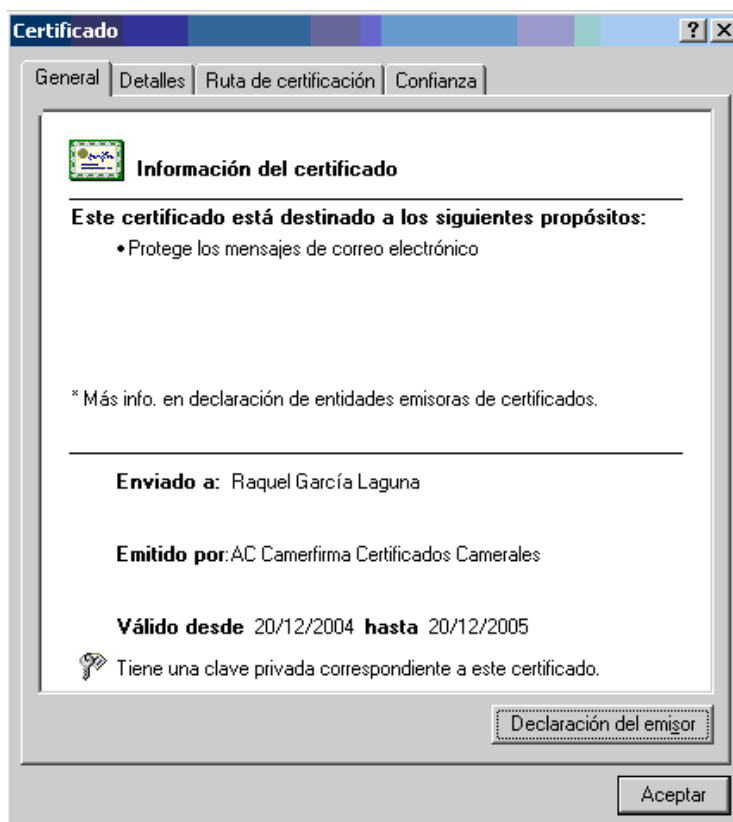 Certificado
General Detalles Ruta de certificación Confianza
Información del certificado
Este certificado está destinado a los siguientes propósitos:
•Protege los mensajes de correo electrónico
* Más info. en declaración de entidades emisoras de certificados.
Enviado a: Raquel García Laguna
Emitido por: AC Camerfirma Certificados Camerales
Válido desde 20/12/2004 hasta 20/12/2005
Tiene una clave privada correspondiente a este certificado.
Declaración del emisor
Aceptar